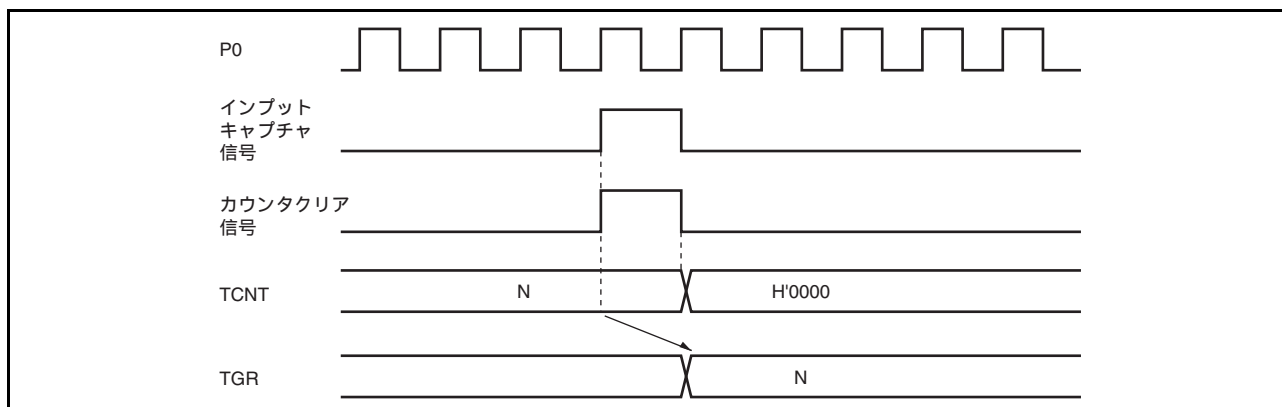 P0
インプット
キャプチャ
信号
カウンタクリア
信号
TCNT
N
H'0000
TGR
N